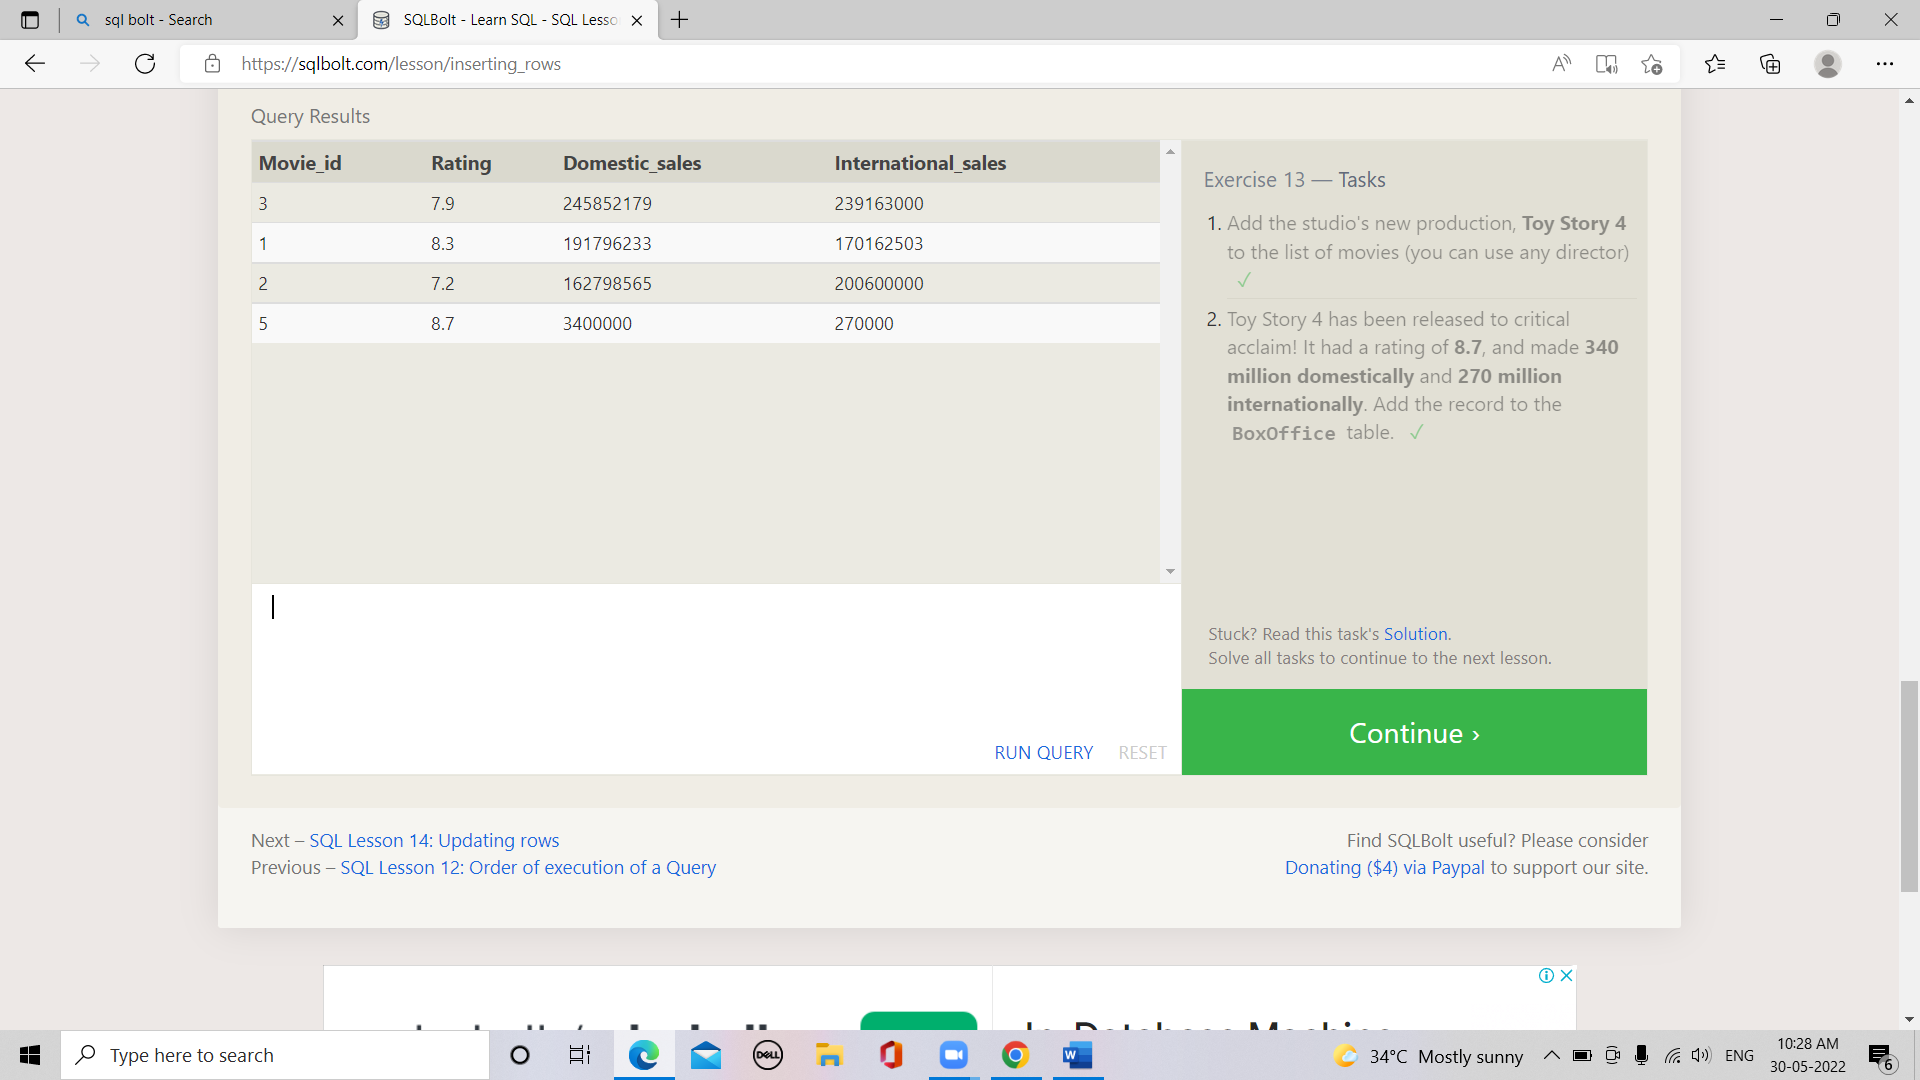 sql bolt - Search
SQLBolt - Learn SQL - SQL Lesso
https://sqlbolt.com/lesson/inserting_rows
Query Results
Movie_id Rating Domestic_sales International_sales
3 7.9 245852179 239163000
1 8.3 191796233 170162503
2 7.2 162798565 200600000
5 8.7 3400000 270000
RUN QUERY RESET
Exercise 13 — Tasks
1. Add the studio's new production, Toy Story 4
to the list of movies (you can use any director)
✓
2. Toy Story 4 has been released to critical
acclaim! It had a rating of 8.7, and made 340
million domestically and 270 million
internationally. Add the record to the
BoxOffice table. ✓
Stuck? Read this task's Solution.
Solve all tasks to continue to the next lesson.
Continue ›
Next – SQL Lesson 14: Updating rows
Previous – SQL Lesson 12: Order of execution of a Query
Find SQLBolt useful? Please consider
Donating ($4) via Paypal to support our site.
Type here to search
DELL
34°C Mostly sunny
ENG
10:28 AM
30-05-2022
6